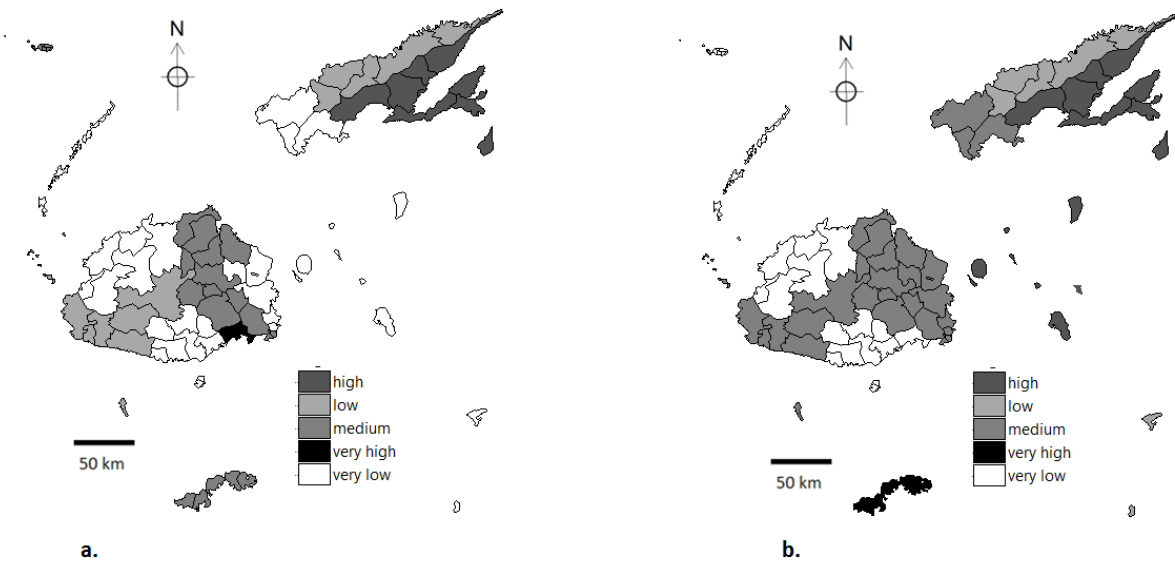 N
high
low
medium
very high
very low
50 km
a.
N
high
low
medium
very high
very low
50 km
b.